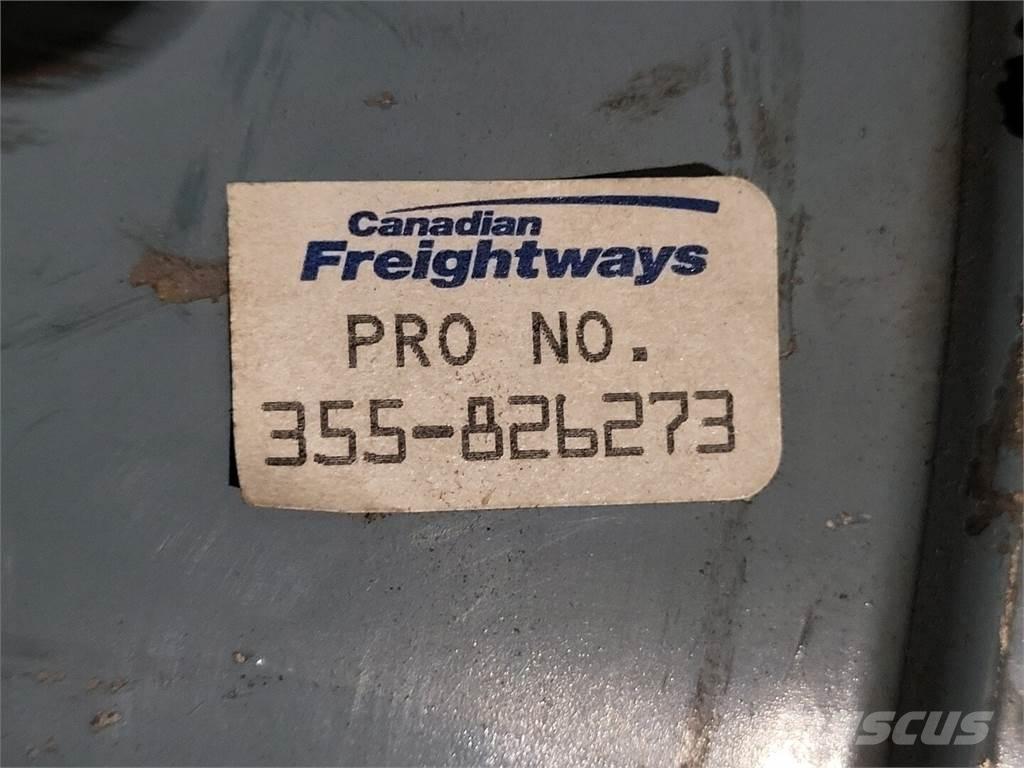 Canadian
Freightways
PRO NO.
355-826273